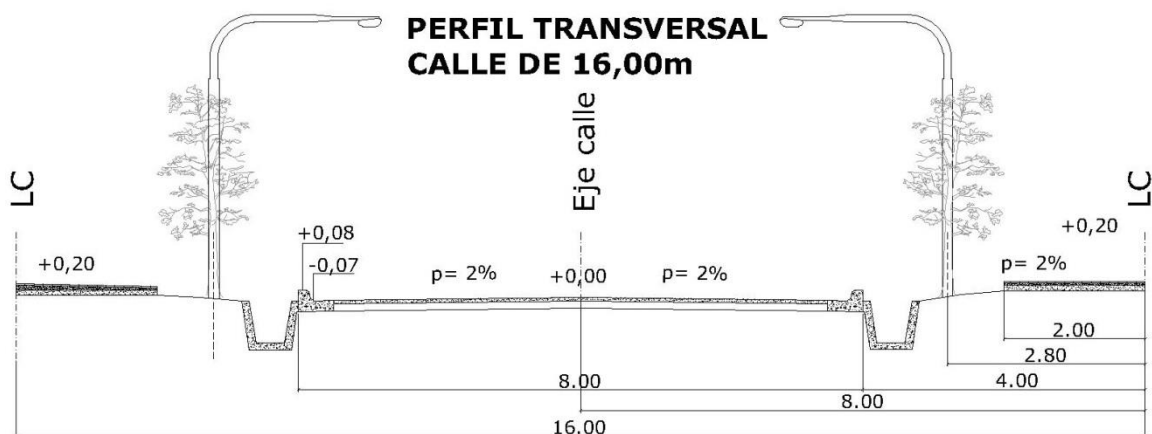 PERFIL TRANSVERSAL
CALLE DE 16,00m
Eje calle
LC
LC
+0,20
+0,08
-0,07
p= 2%
+0,00
p= 2%
+0,20
p= 2%
2.00
2.80
8.00
4.00
8.00
16.00